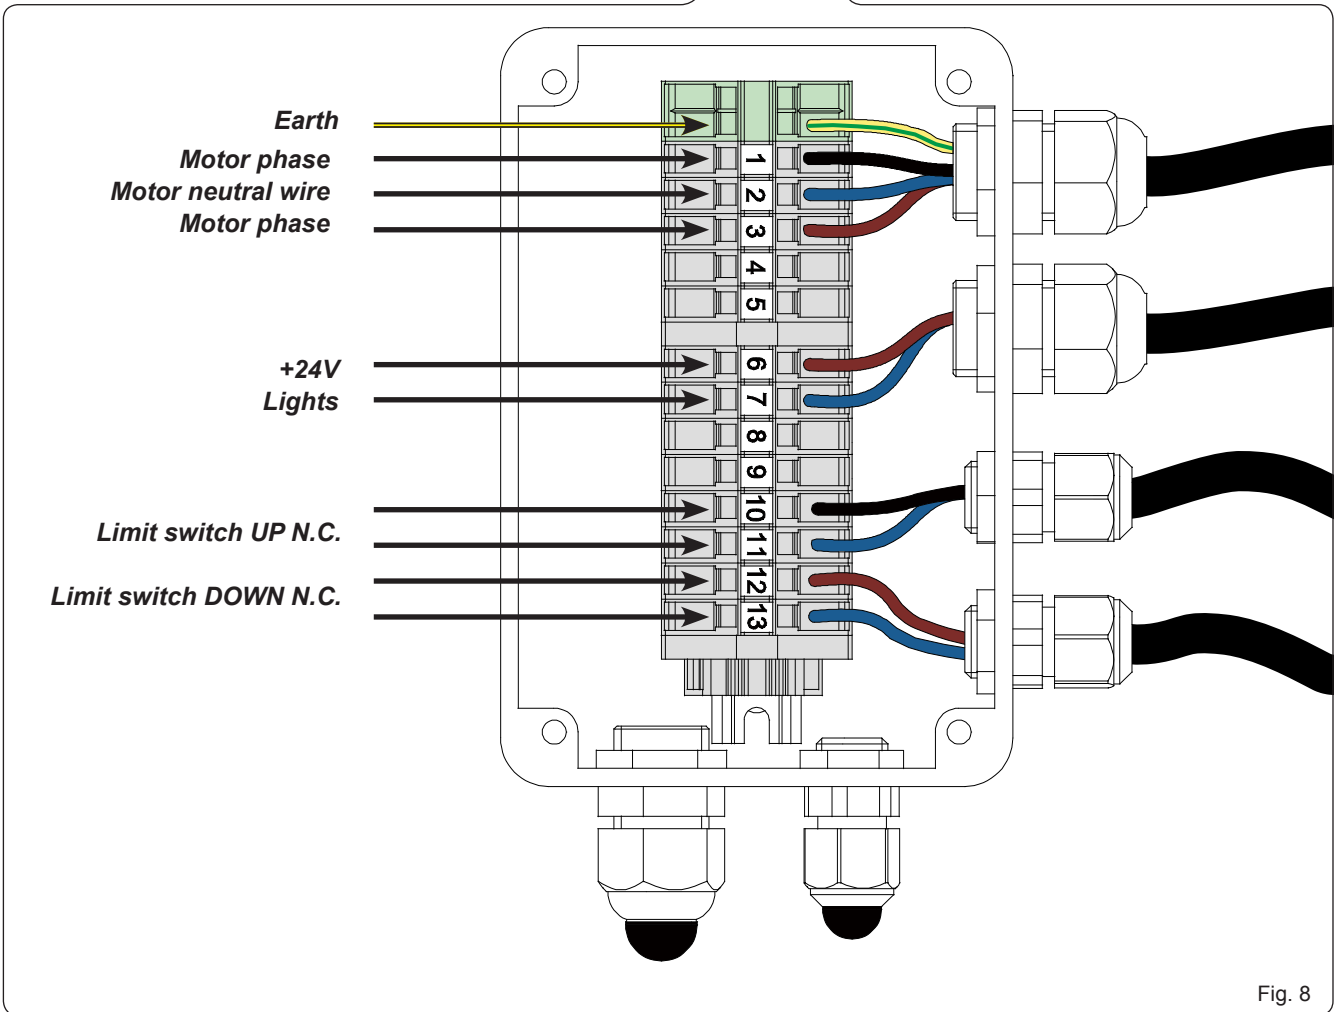 Earth
Motor phase
1
Motor neutral wire
2
Motor phase
3
4
5
+24V
6
Lights
7
8
9
10
Limit switch UP N.C.
11
12
Limit switch DOWN N.C.
13
Fig. 8